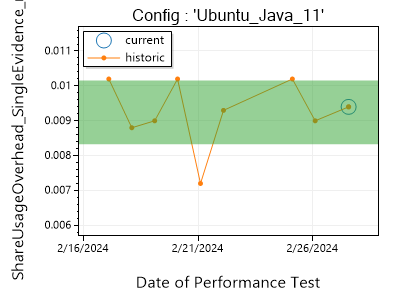 Config : 'Ubuntu_Java_11'
current
historic
0.011
0.01
0.009
0.008
0.007
0.006
2/16/2024
2/21/2024
2/26/2024
Date of Performance Test
ShareUsageOverhead_SingleEvidence_